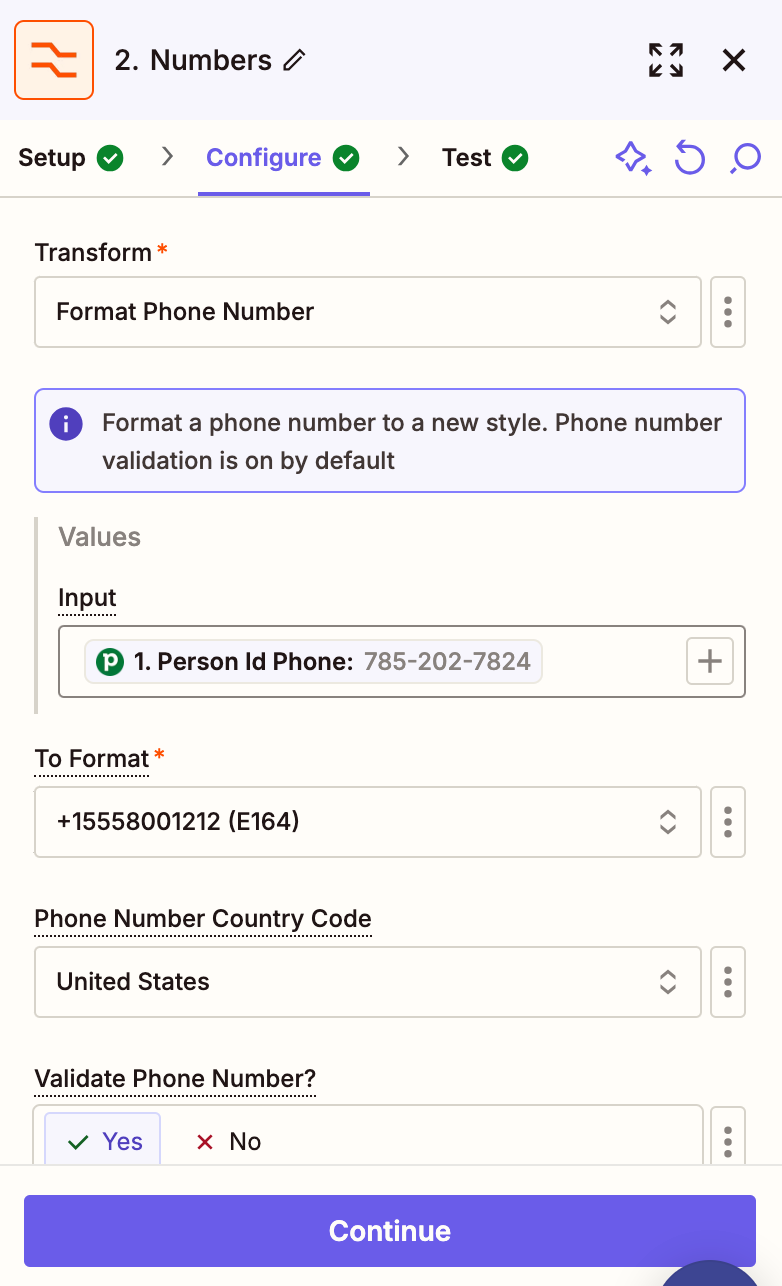 2. Numbers
Setup
Configure
Test
Transform *
Format Phone Number
Format a phone number to a new style. Phone number
validation is on by default
Values
Input
1. Person Id Phone: 785-202-7824
To Format *
+15558001212 (E164)
Phone Number Country Code
United States
Validate Phone Number?
Yes
No
Continue